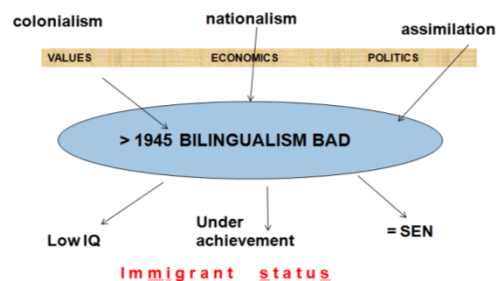 colonialism nationalism assimilation
VALUES ECONOMICS POLITICS
> 1945 BILINGUALISM BAD
Low IQ
Under
achievement
= SEN
Immigrant status